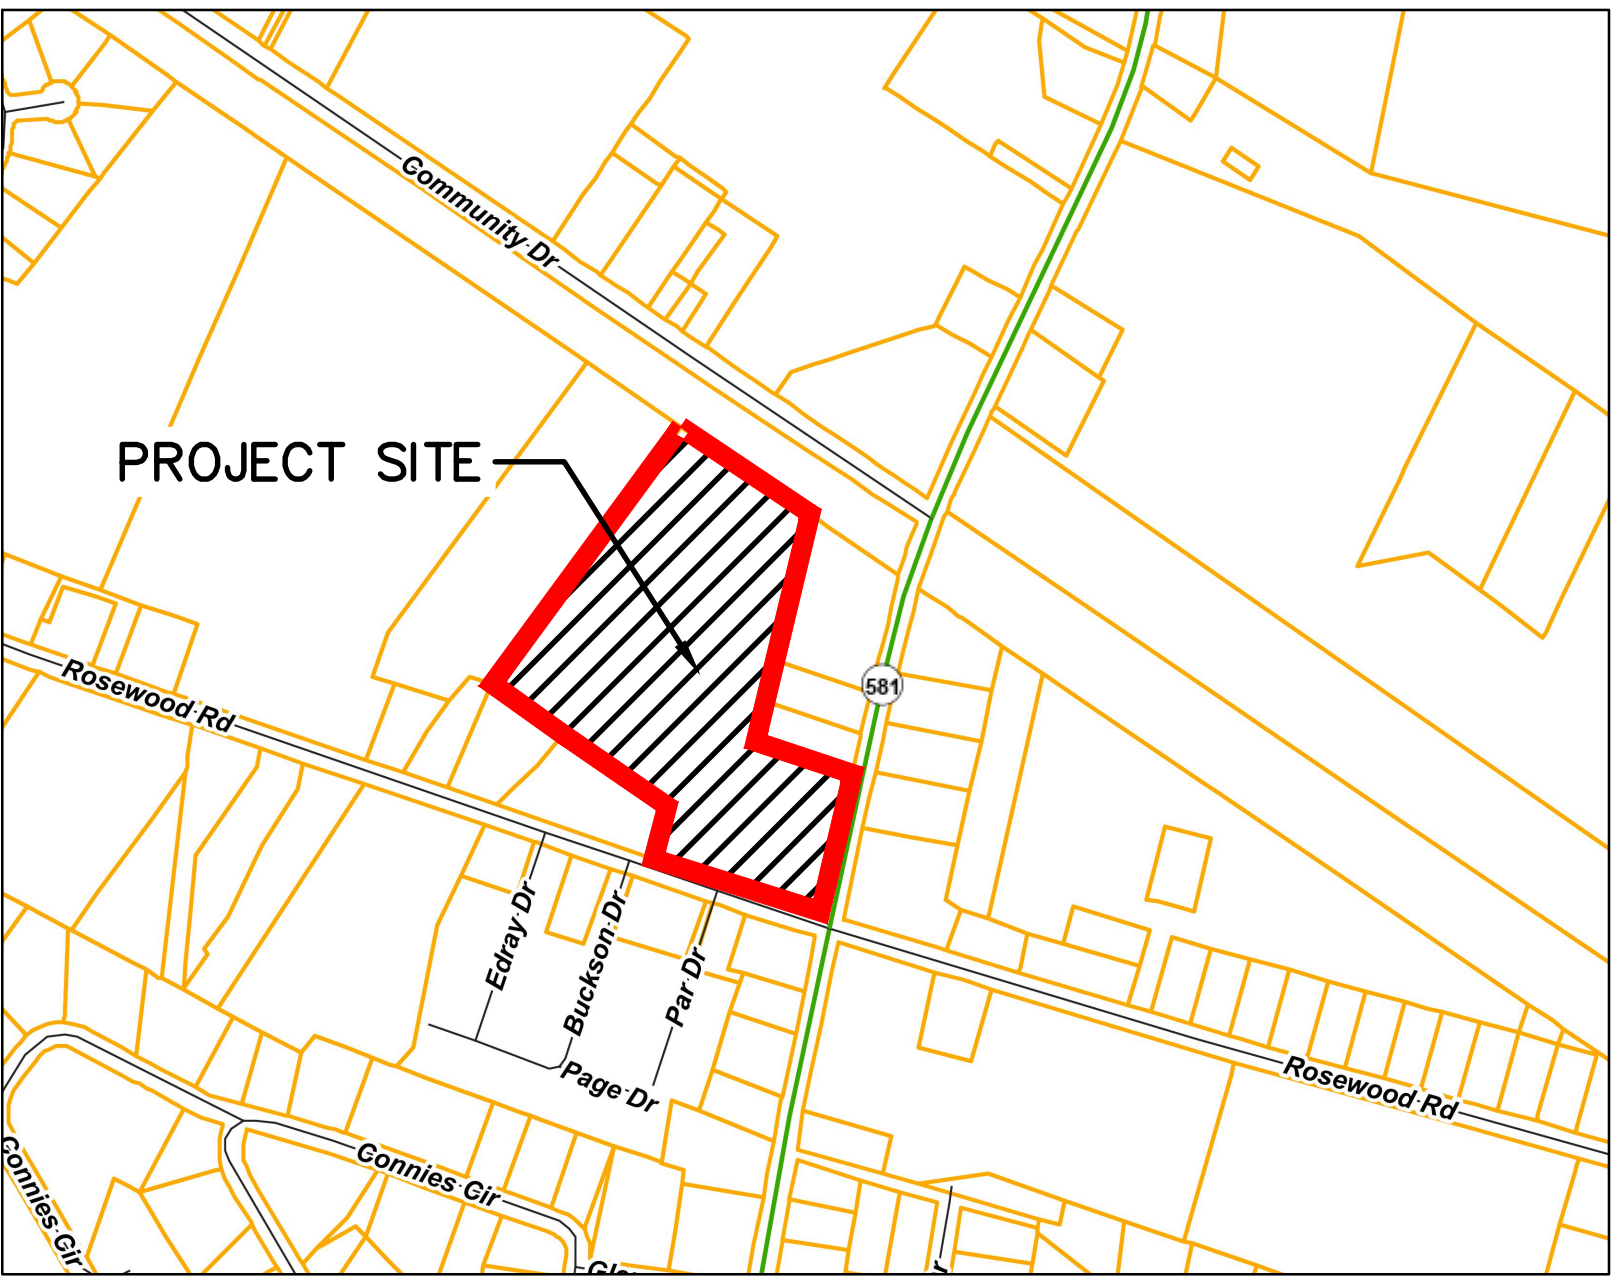 Community Dr
PROJECT SITE
581
Rosewood Rd
Edray Dr
Buckson Dr
Par Dr
Page Dr
Rosewood Rd
Connies Cir
Connies Cir